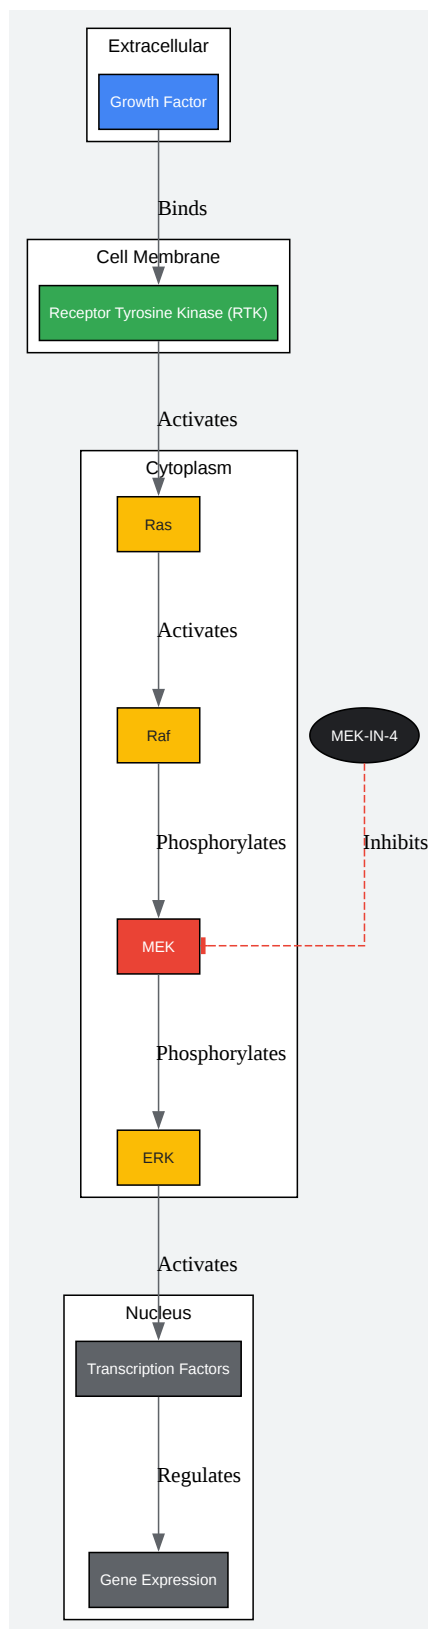 Extracellular
Growth Factor
Binds
Cell Membrane
Receptor Tyrosine Kinase (RTK)
Activates
Cytoplasm
Ras
Activates
Raf
MEK-IN-4
Phosphorylates
Inhibits
MEK
Phosphorylates
ERK
Activates
Nucleus
Transcription Factors
Regulates
Gene Expression